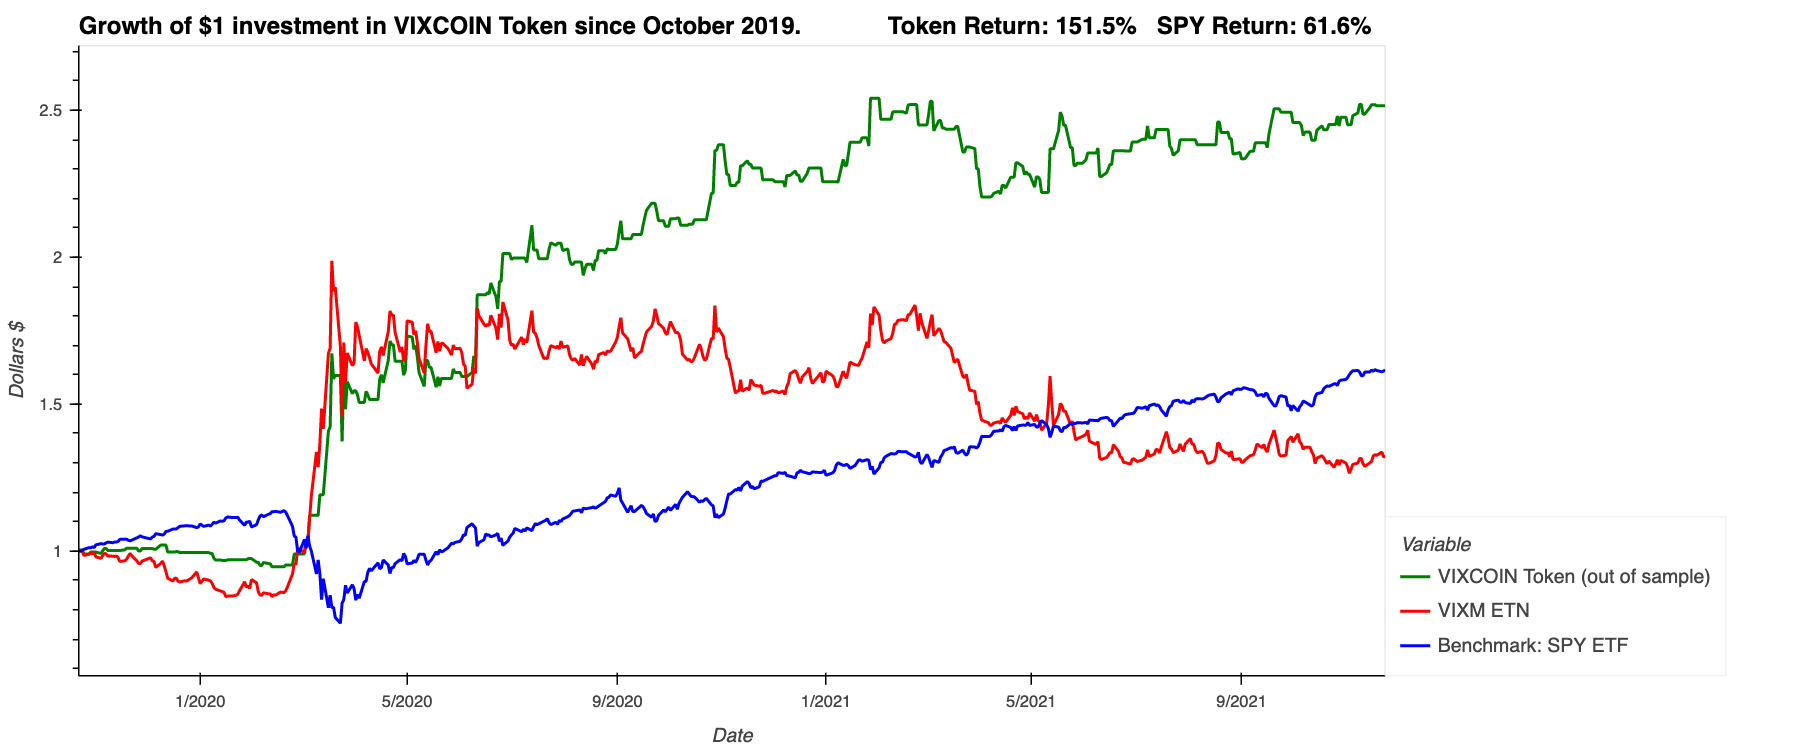 Growth of $1 investment in VIXCOIN Token since October 2019. Token Return: 151.5% SPY Return: 61.6%
2.5
2
1.5
1
Dollars $
1/2020 5/2020 9/2020 1/2021 5/2021 9/2021
Date
Variable
VIXCOIN Token (out of sample)
VIXM ETN
Benchmark: SPY ETF